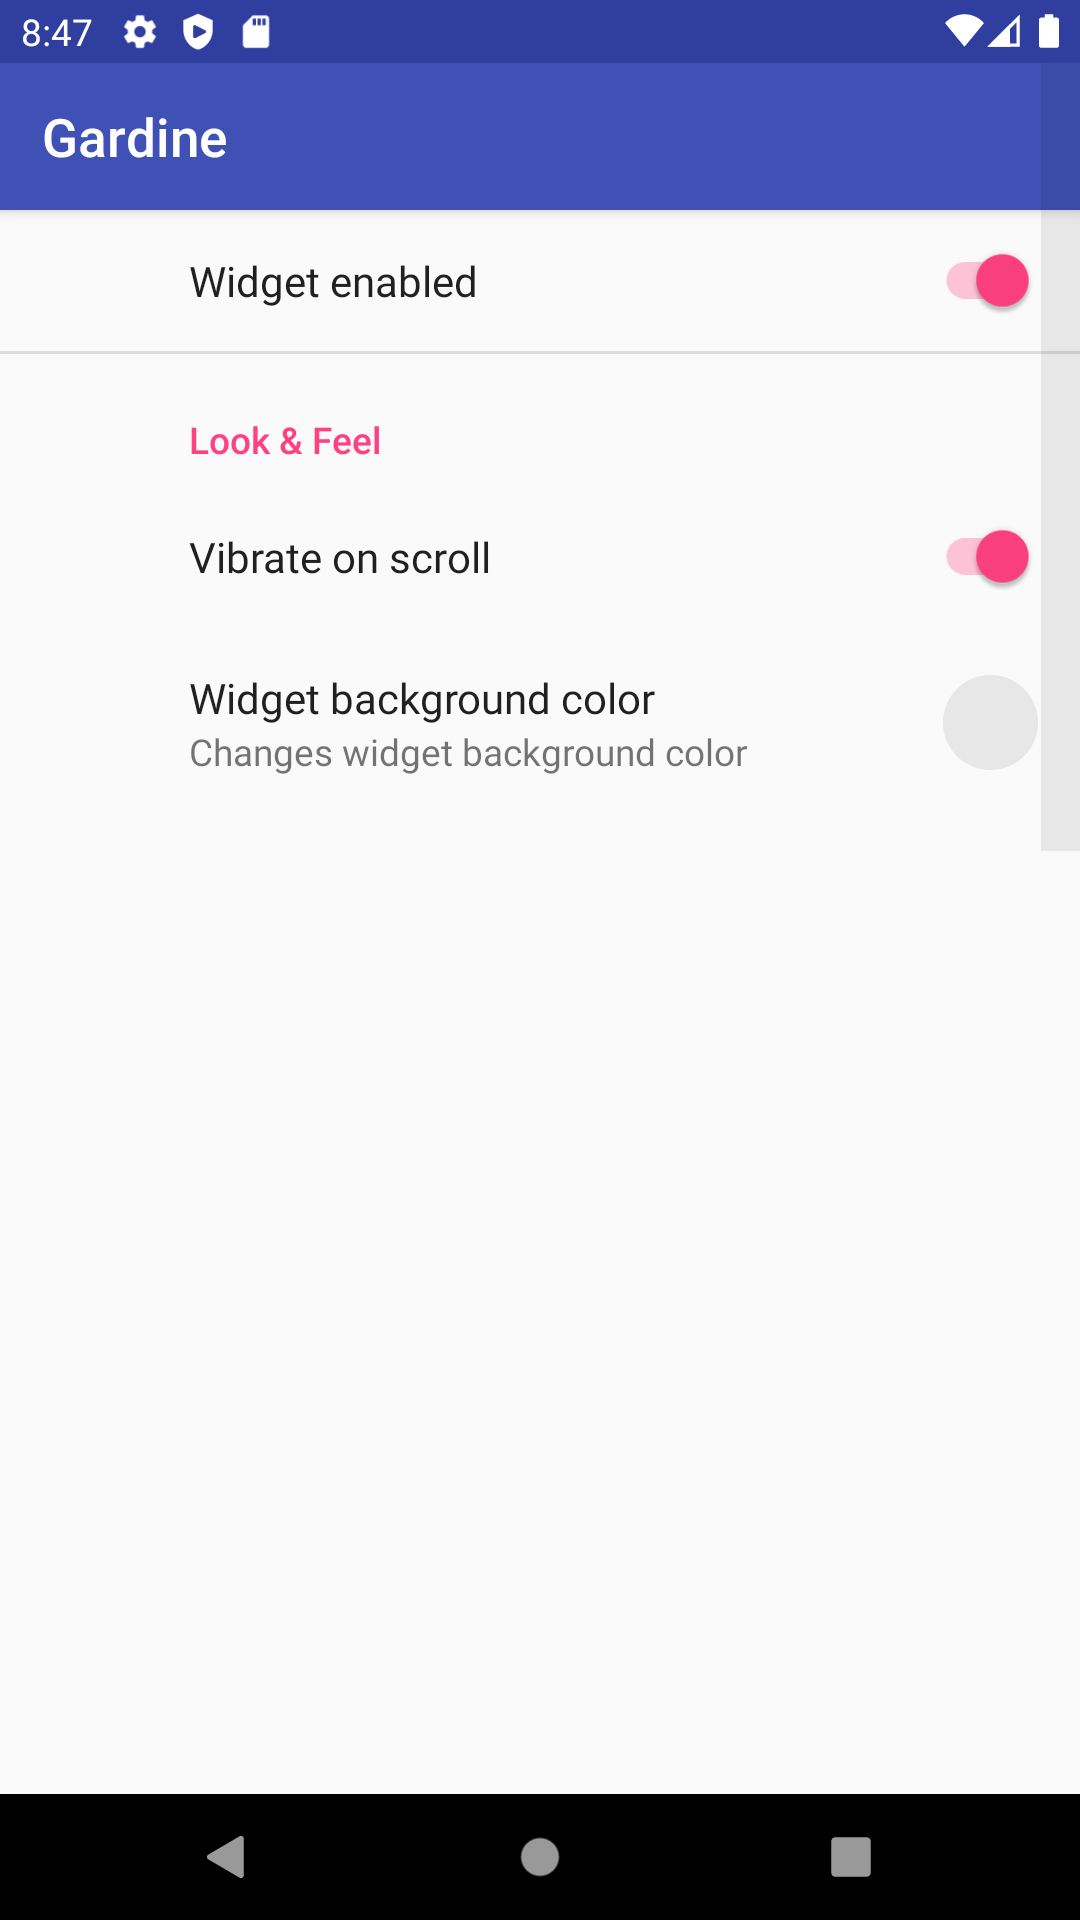 8:47
Gardine
Widget enabled
Look & Feel
Vibrate on scroll
Widget background color
Changes widget background color